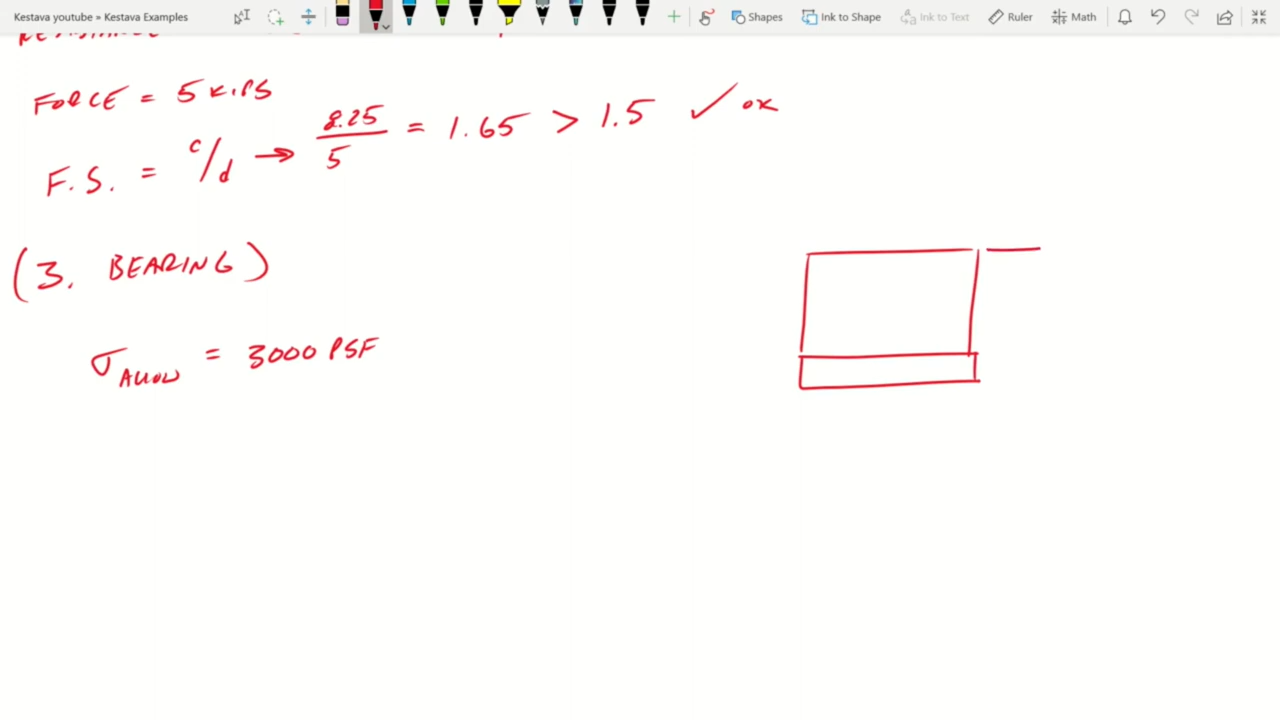 Kestava youtube » Kestava Examples
Shapes
Ink to Shape
Ink to Text
Ruler
Math
FORCE = 5 KIPS
F.S. = c/d → 8.25/5 = 1.65 > 1.5 ✓ OK
(3. BEARING)
σALLOW = 3000 PSF